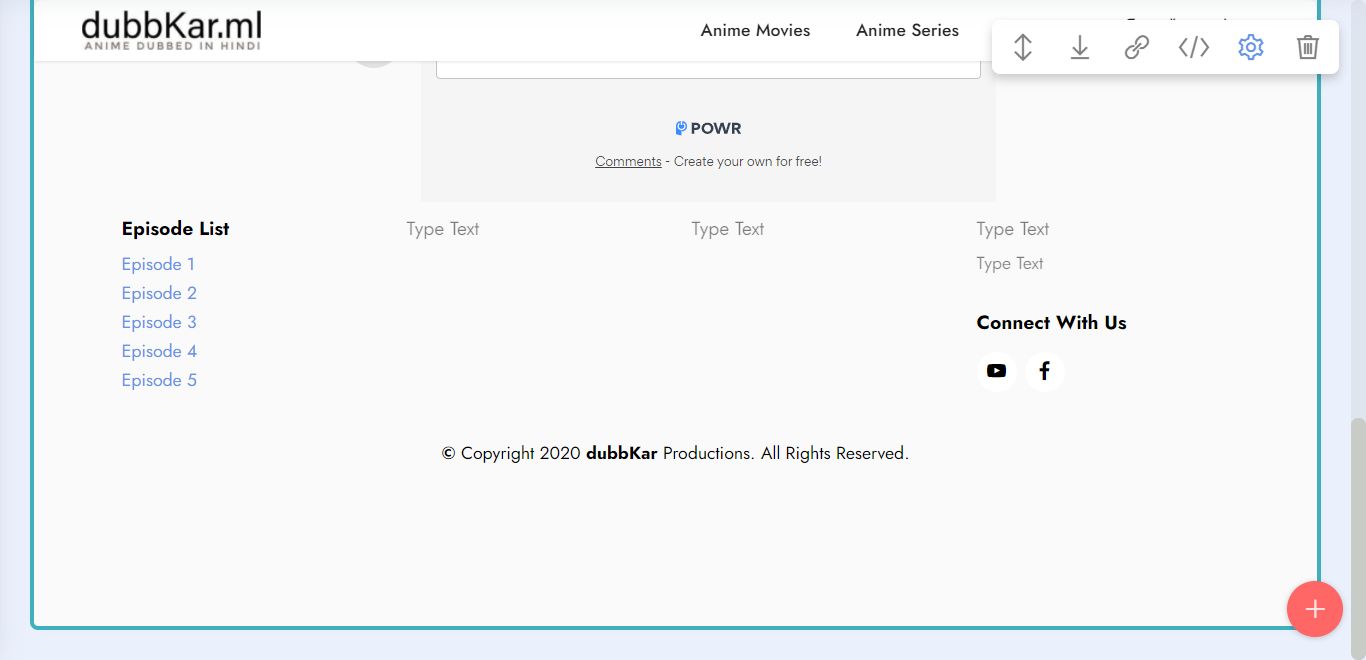 dubbKar.ml
ANIME DUBBED IN HINDI
Anime Movies
Anime Series
POWR
Comments - Create your own for free!
Episode List
Episode 1
Episode 2
Episode 3
Episode 4
Episode 5
Type Text
Type Text
Type Text
Type Text
Connect With Us
© Copyright 2020 dubbKar Productions. All Rights Reserved.